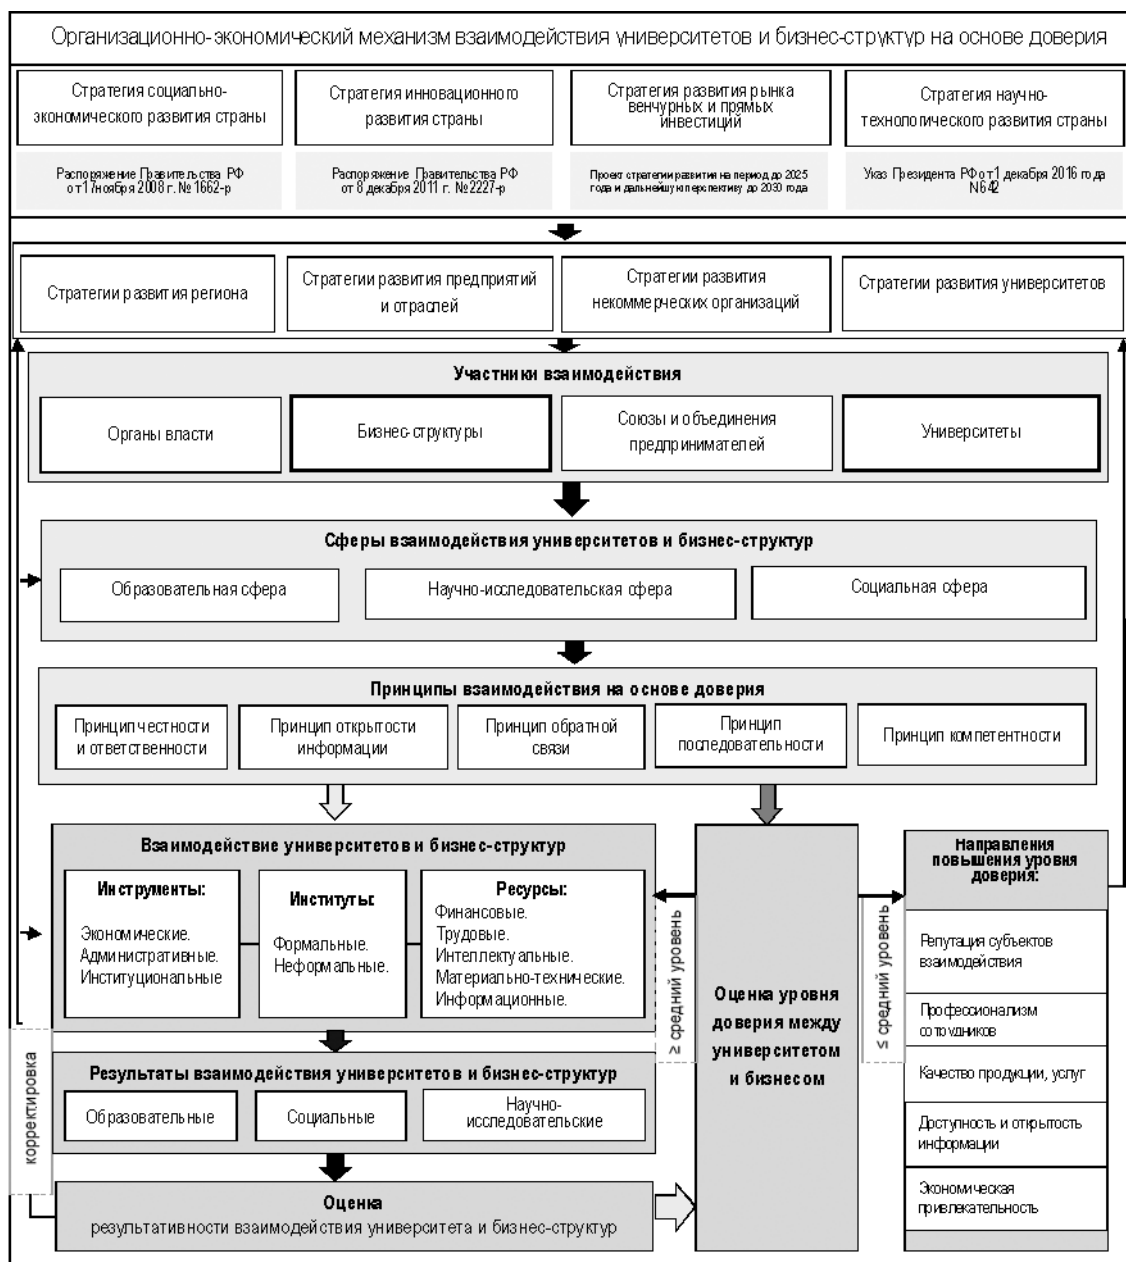 Организационно-экономический механизм взаимодействия университетов и бизнес-структур на основе доверия
Стратегия социально-
экономического развития страны
Стратегия инновационного
развития страны
Стратегия развития рынка
венчурных и прямых
инвестиций
Стратегия научно-
технологического развития страны
Распоряжение Правительства РФ
от 17ноября 2008 г. № 1662-р
Распоряжение Правительства РФ
от 8 декабря 2011 г. №2227-р
Проект стратегии развития на период до 2025
года и дальнейшую перспективу до 2030 года
Указ Президента РФ от 1 декабря 2016 года
N 642
Стратегии развития региона
Стратегии развития предприятий
и отраслей
Стратегии развития
некоммерческих организаций
Стратегии развития университетов
Участники взаимодействия
Органы власти
Бизнес-структуры
Союзы и объединения
предпринимателей
Университеты
Сферы взаимодействия университетов и бизнес-структур
Образовательная сфера
Научно-исследовательская сфера
Социальная сфера
Принципы взаимодействия на основе доверия
Принцип честности
и ответственности
Принцип открытости
информации
Принцип обратной
связи
Принцип
последовательности
Принцип компетентности
Взаимодействие университетов и бизнес-структур
Инструменты:
Экономические.
Административные.
Институциональные
Институты:
Формальные.
Неформальные.
Ресурсы:
Финансовые.
Трудовые.
Интеллектуальные.
Материально-технические.
Информационные.
≥ средний уровень
Оценка уровня
доверия между
университетом
и бизнесом
≤ средний уровень
Направления
повышения уровня
доверия:
Репутация субъектов
взаимодействия
Профессионализм
сотрудников
Качество продукции, услуг
Доступность и открытость
информации
Экономическая
привлекательность
Результаты взаимодействия университетов и бизнес-структур
Образовательные
Социальные
Научно-
исследовательские
корректировка
Оценка
результативности взаимодействия университета и бизнес-структур